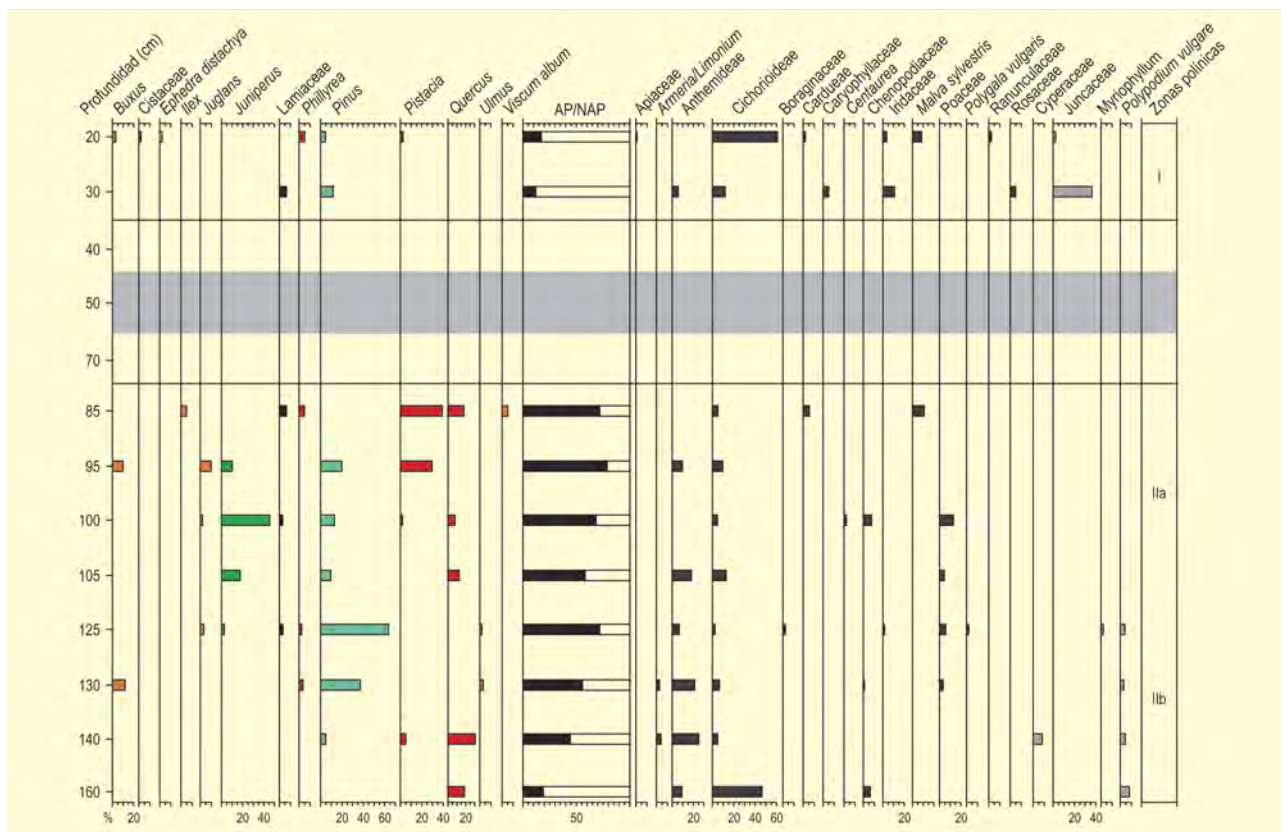 Profundidad (cm)
Buxus
Cistaceae
Ephedra distachya
Ilex
Juglans
Juniperus
Lamiaceae
Phillyrea
Pinus
Pistacia
Quercus
Ulmus
Viscum album
AP/NAP
Apiaceae
Armeria/Limonium
Anthemideae
Cichorioideae
Boraginaceae
Cardueae
Caryophyllaceae
Centaurea
Chenopodiaceae
Iridaceae
Malva sylvestris
Poaceae
Polygala vulgaris
Ranunculaceae
Rosaceae
Cyperaceae
Juncaceae
Myriophyllum
Polypodium vulgare
Zonas polínicas
20
30
I
40
50
70
85
95
IIa
100
105
125
130
IIb
140
160
% 20 20 40 20 40 60 20 40 20 50 20 20 40 60 20 20 20 40 20